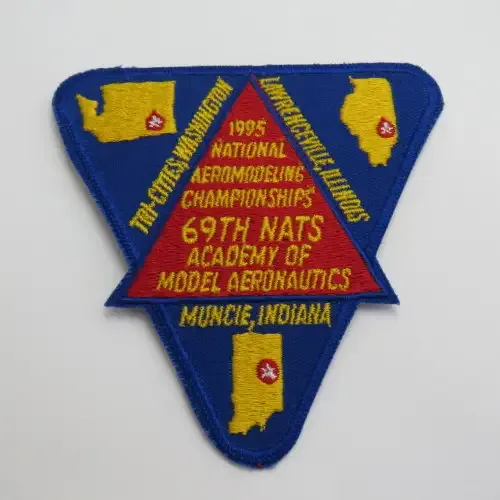 TRI-CITIES, WASHINGTON
LAWRENCEVILLE, ILLINOIS
1995
NATIONAL
AEROMODELING
CHAMPIONSHIPS
69TH NATS
ACADEMY OF
MODEL AERONAUTICS
MUNCIE, INDIANA